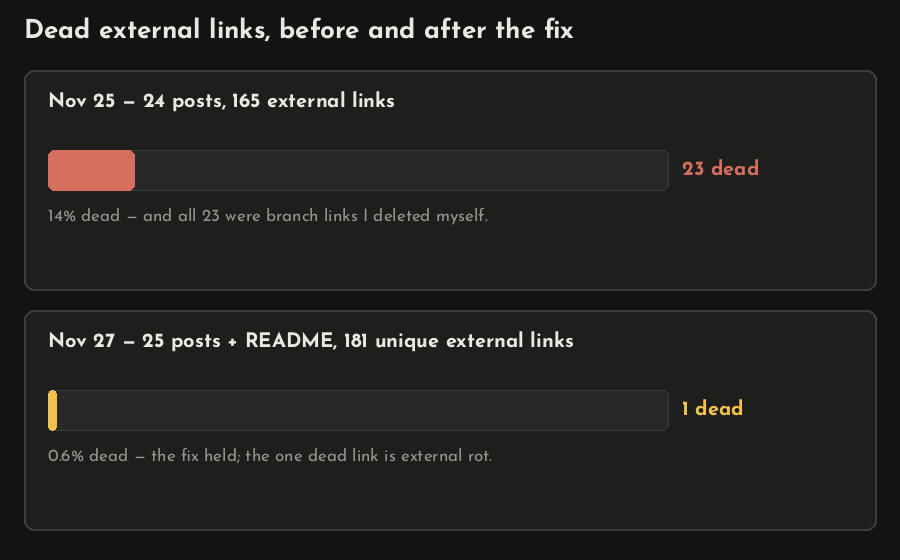 Dead external links, before and after the fix
Nov 25 – 24 posts, 165 external links
23 dead
14% dead – and all 23 were branch links I deleted myself.
Nov 27 – 25 posts + README, 181 unique external links
1 dead
0.6% dead – the fix held; the one dead link is external rot.